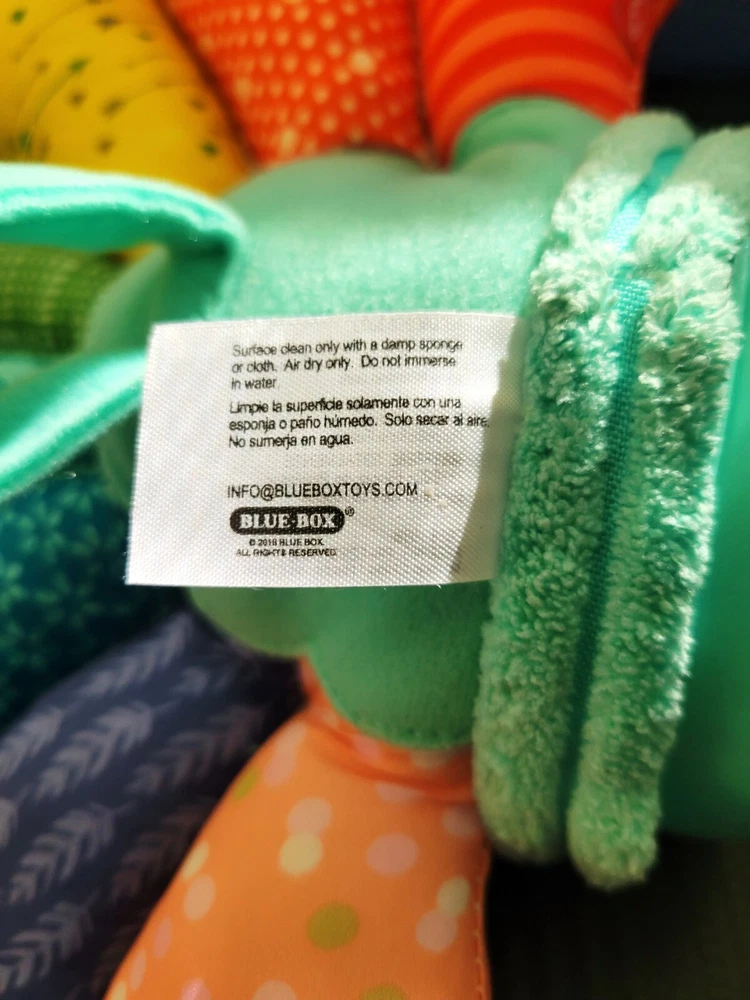 Surface clean only with a damp sponge
or cloth. Air dry only. Do not immerse
in water.
Limpie la superficie solamente con una
esponja o paño húmedo. Solo secar al aire.
No sumerja en agua.
INFO@BLUEBOXTOYS.COM
BLUE-BOX®
© 2016 BLUE BOX
ALL RIGHTS RESERVED